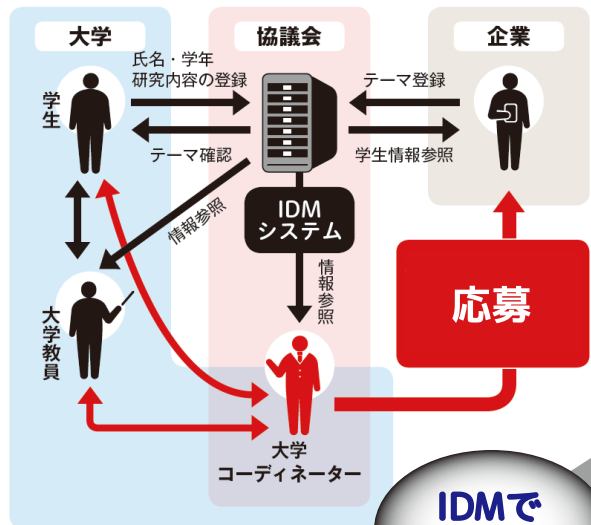 大学
協議会
企業
氏名・学年
研究内容の登録
テーマ登録
学生
テーマ確認
学生情報参照
情報参照
IDM
システム
情報参照
応募
大学教員
大学
コーディネーター
IDMで